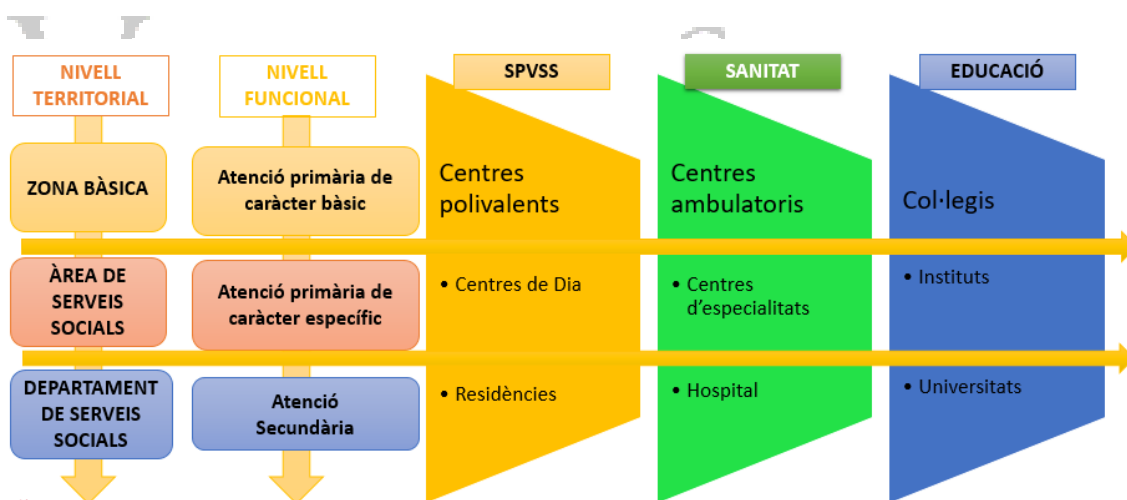 NIVELL
TERRITORIAL
NIVELL
FUNCIONAL
SPVSS
SANITAT
EDUCACIÓ
ZONA BÀSICA
Atenció primària de
caràcter bàsic
Centres
polivalents
Centres
ambulatoris
Col·legis
ÀREA DE
SERVEIS
SOCIALS
Atenció primària de
caràcter específic
• Centres de Dia
• Centres
d'especialitats
• Instituts
DEPARTAMENT
DE SERVEIS
SOCIALS
Atenció
Secundària
• Residències
• Hospital
• Universitats